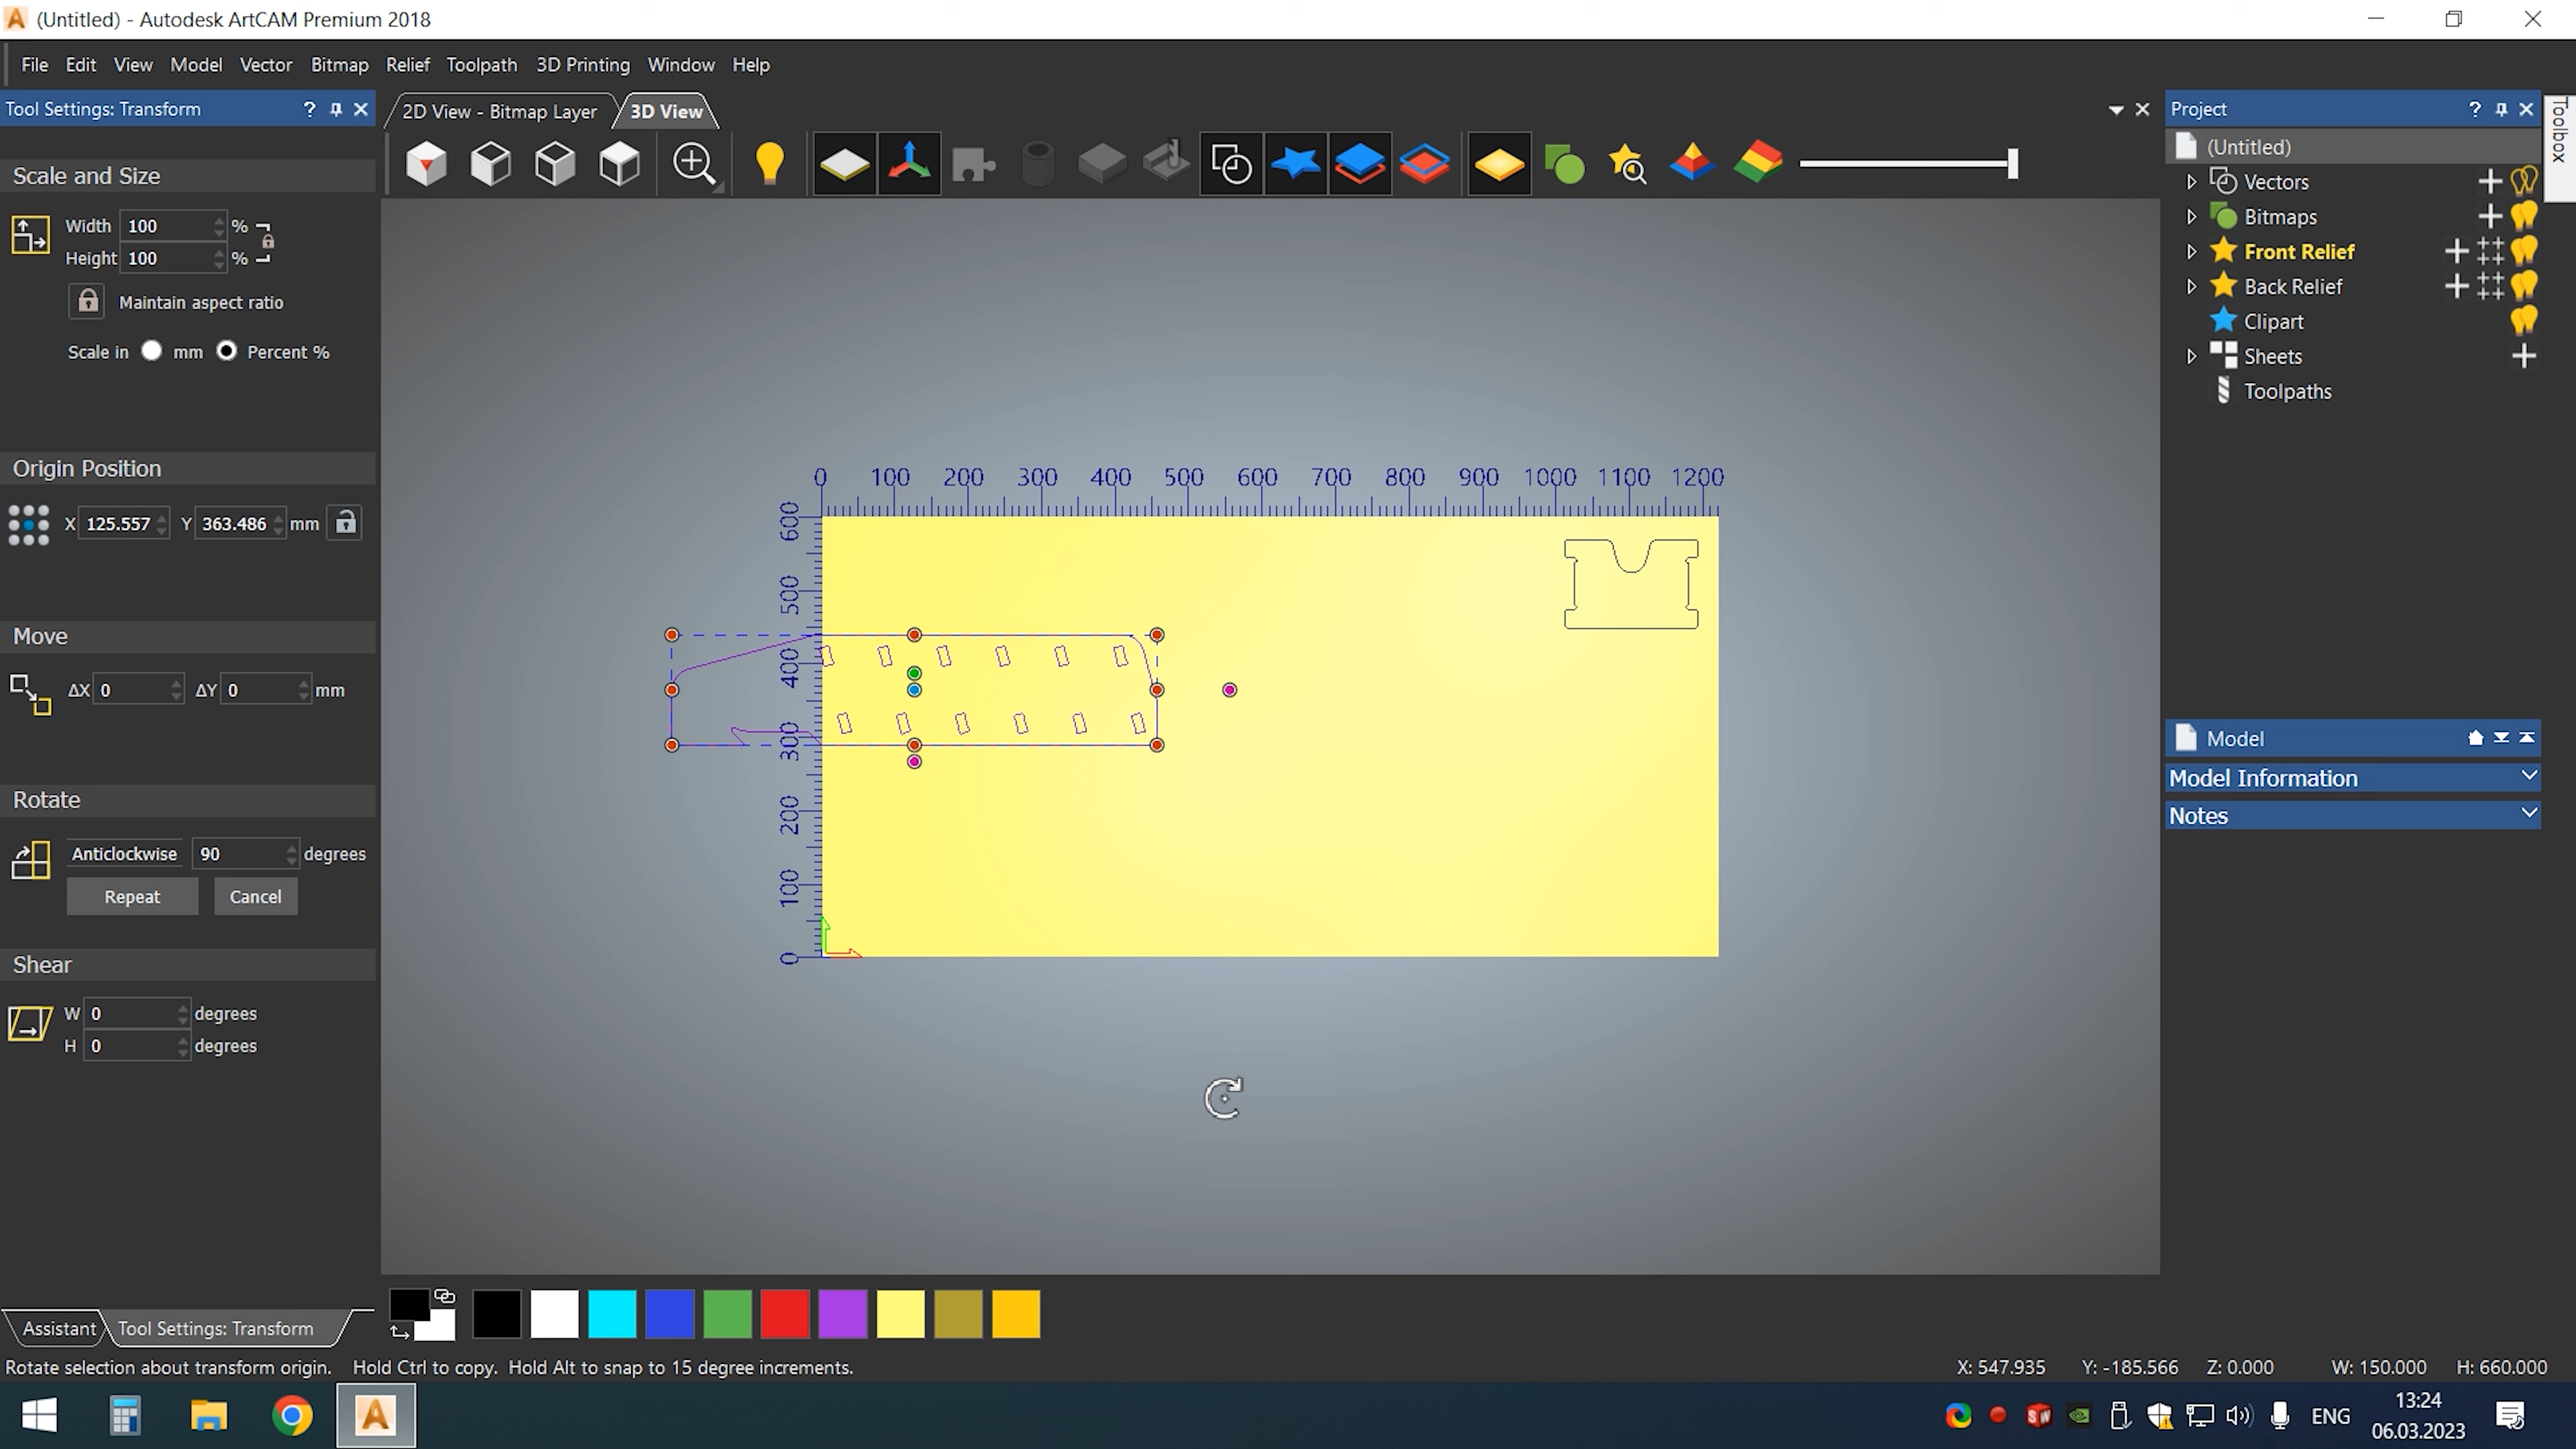 (Untitled) - Autodesk ArtCAM Premium 2018
File Edit View Model Vector Bitmap Relief Toolpath 3D Printing Window Help
Tool Settings: Transform ?
2D View - Bitmap Layer 3D View
Project ?
Toolbox
Scale and Size
Width 100 %
Height 100 %
Maintain aspect ratio
Scale in mm Percent %
Origin Position
X 125.557 Y 363.486 mm
Move
ΔX 0 ΔY 0 mm
Rotate
Anticlockwise 90 degrees
Repeat Cancel
Shear
W 0 degrees
H 0 degrees
0 100 200 300 400 500 600 700 800 900 1000 1100 1200
600
500
400
300
200
100
0
(Untitled)
Vectors
Bitmaps
Front Relief
Back Relief
Clipart
Sheets
Toolpaths
Model
Model Information
Notes
Assistant Tool Settings: Transform
Rotate selection about transform origin. Hold Ctrl to copy. Hold Alt to snap to 15 degree increments.
X: 547.935 Y: -185.566 Z: 0.000 W: 150.000 H: 660.000
ENG
13:24
06.03.2023